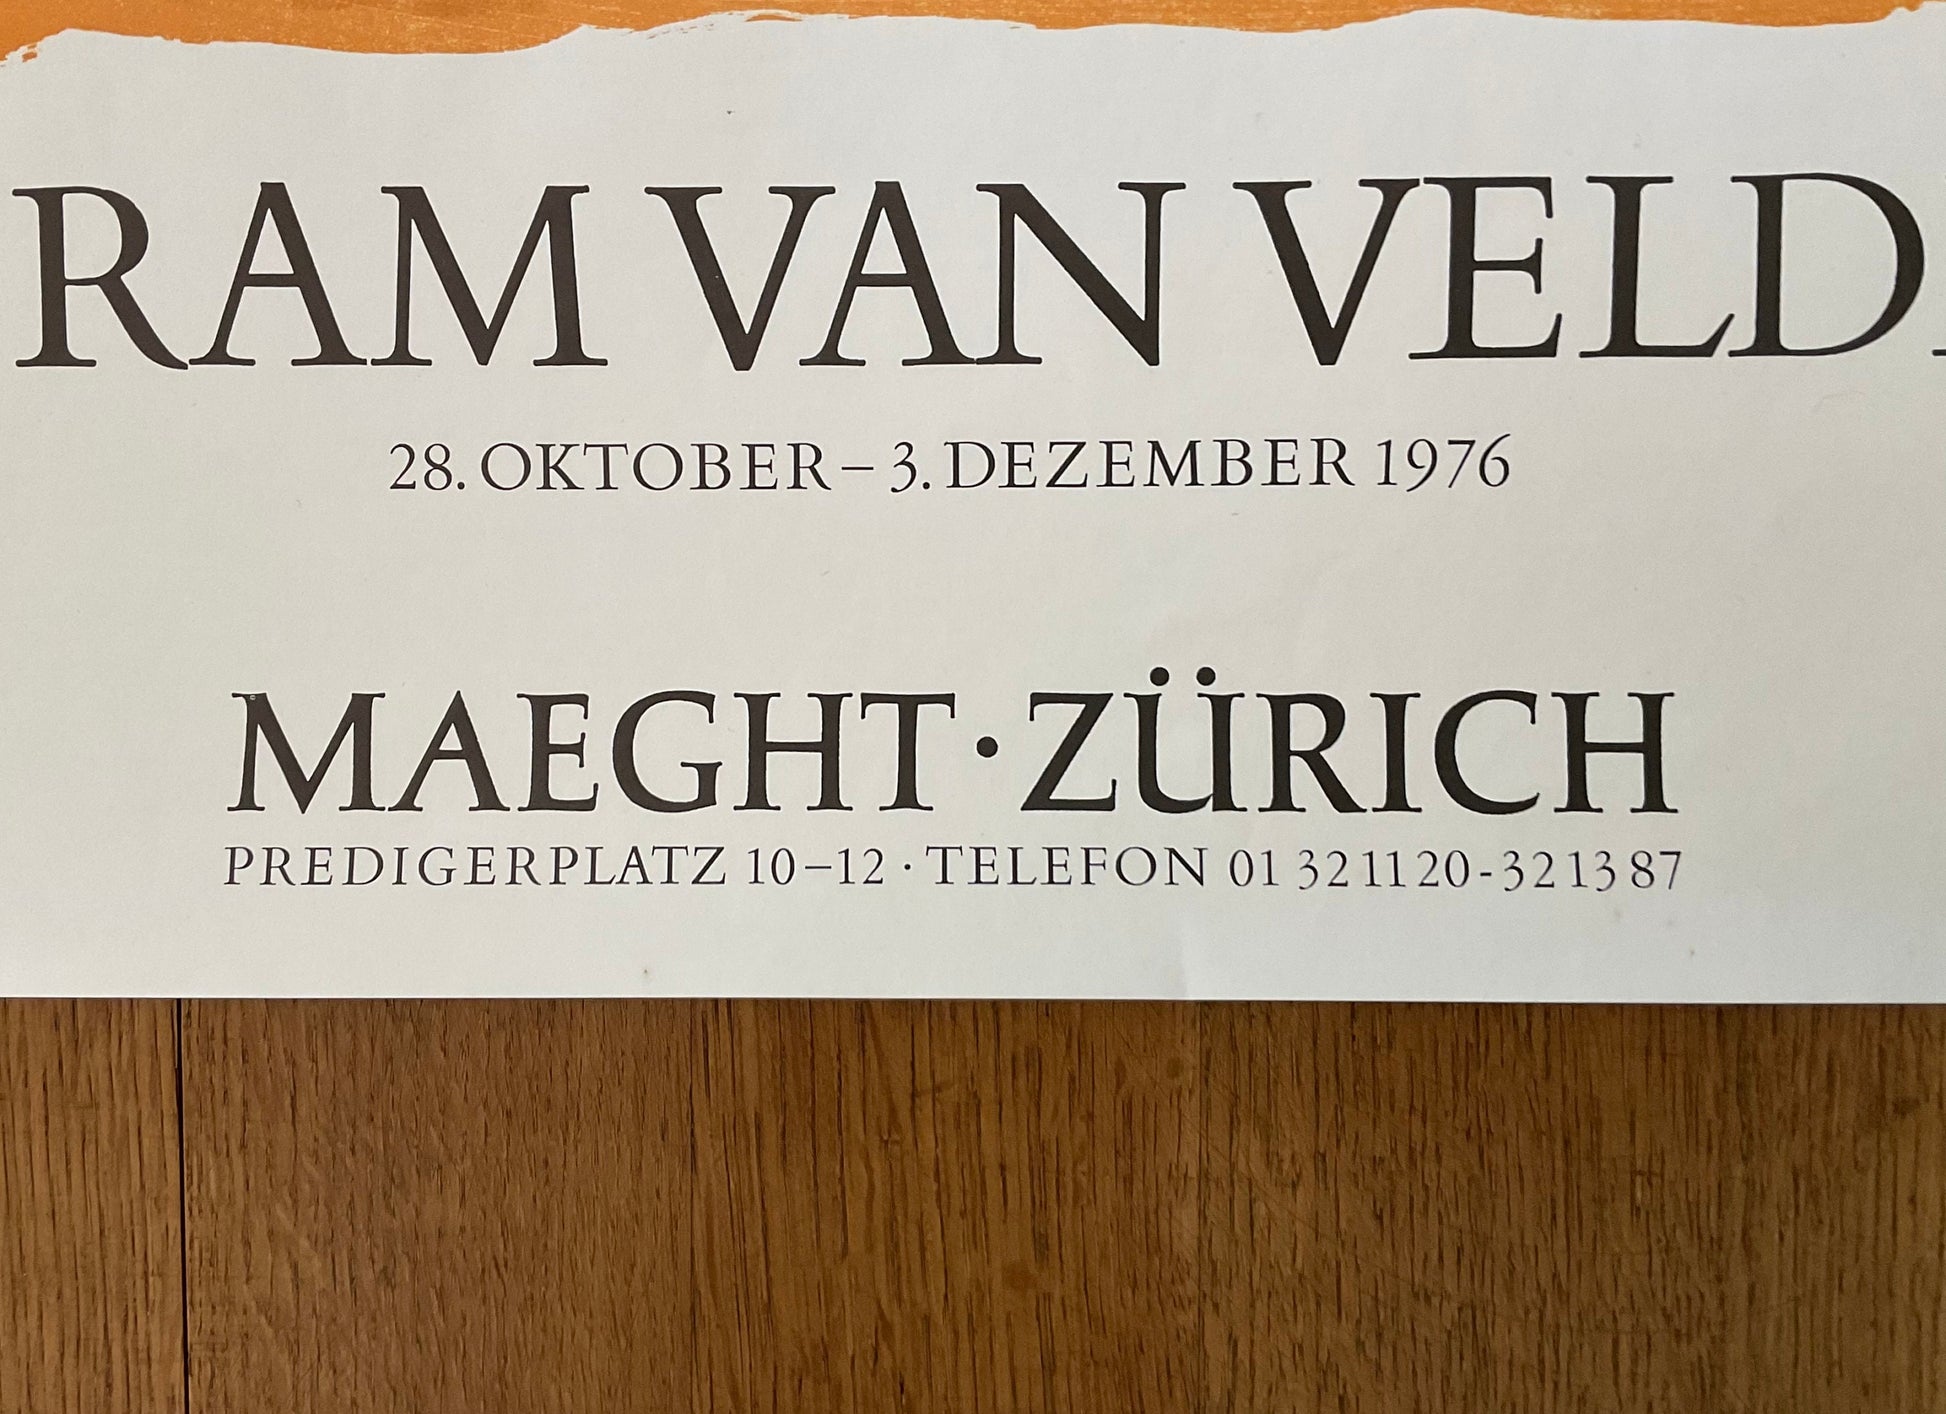 RAM VAN VELD
28. OKTOBER – 3. DEZEMBER 1976
MAEGHT · ZÜRICH
PREDIGERPLATZ 10–12 · TELEFON 01 32 11 20 - 32 13 87